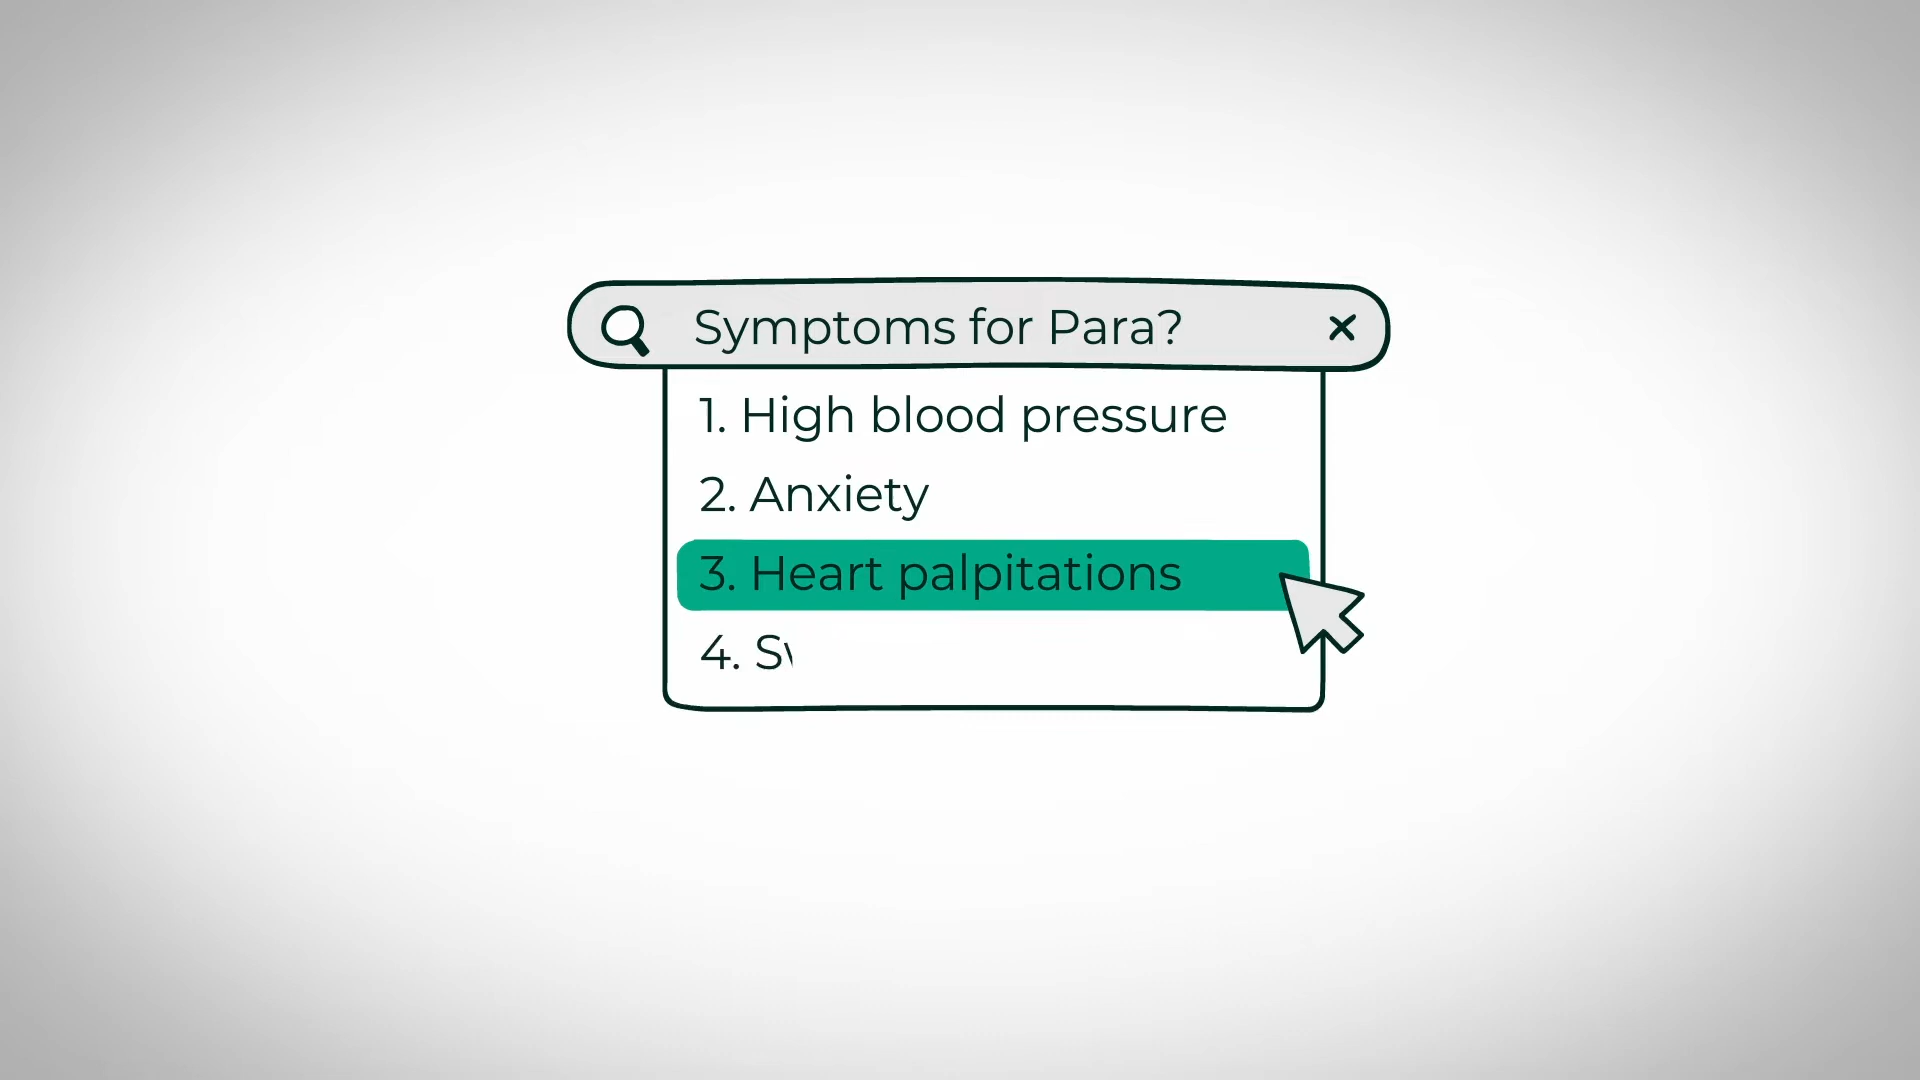 Symptoms for Para?
1. High blood pressure
2. Anxiety
3. Heart palpitations
4.